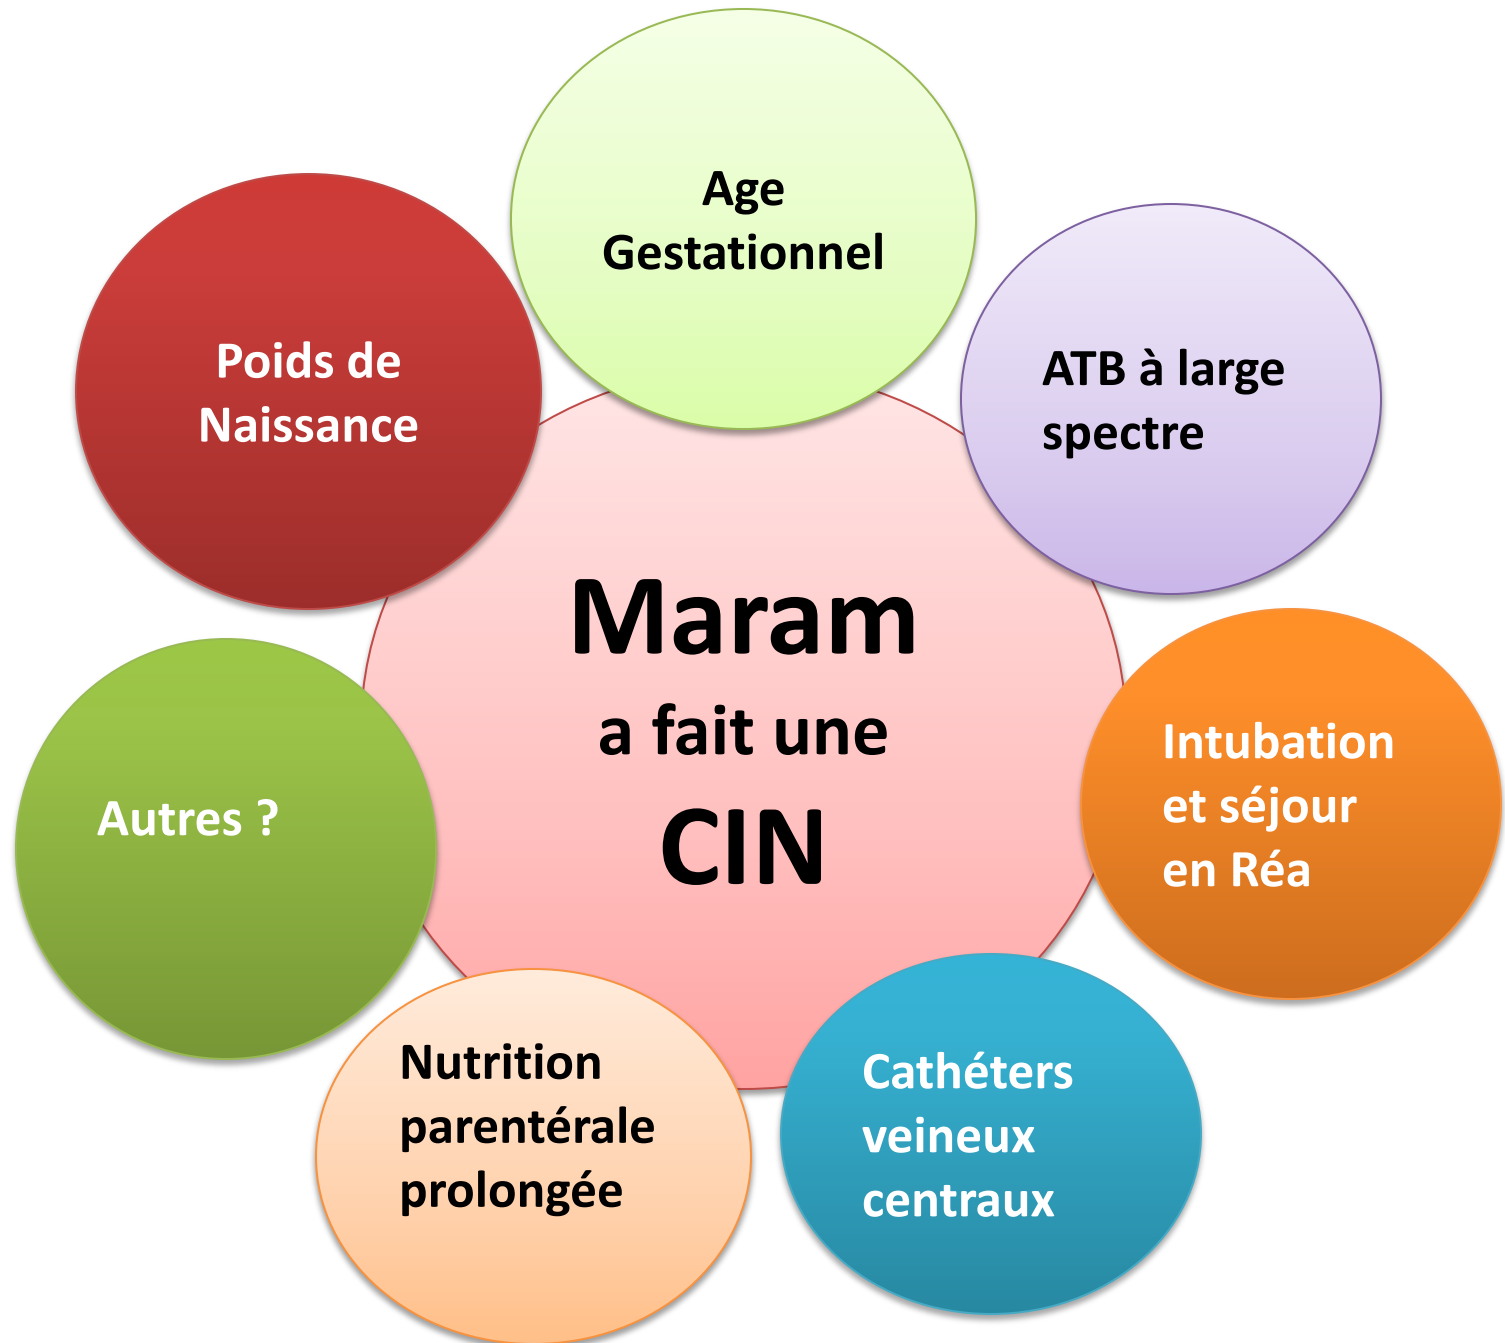 Age
Gestationnel
Poids de
Naissance
ATB à large
spectre
Maram
a fait une
CIN
Intubation
et séjour
en Réa
Autres ?
Nutrition
parentérale
prolongée
Cathéters
veineux
centraux